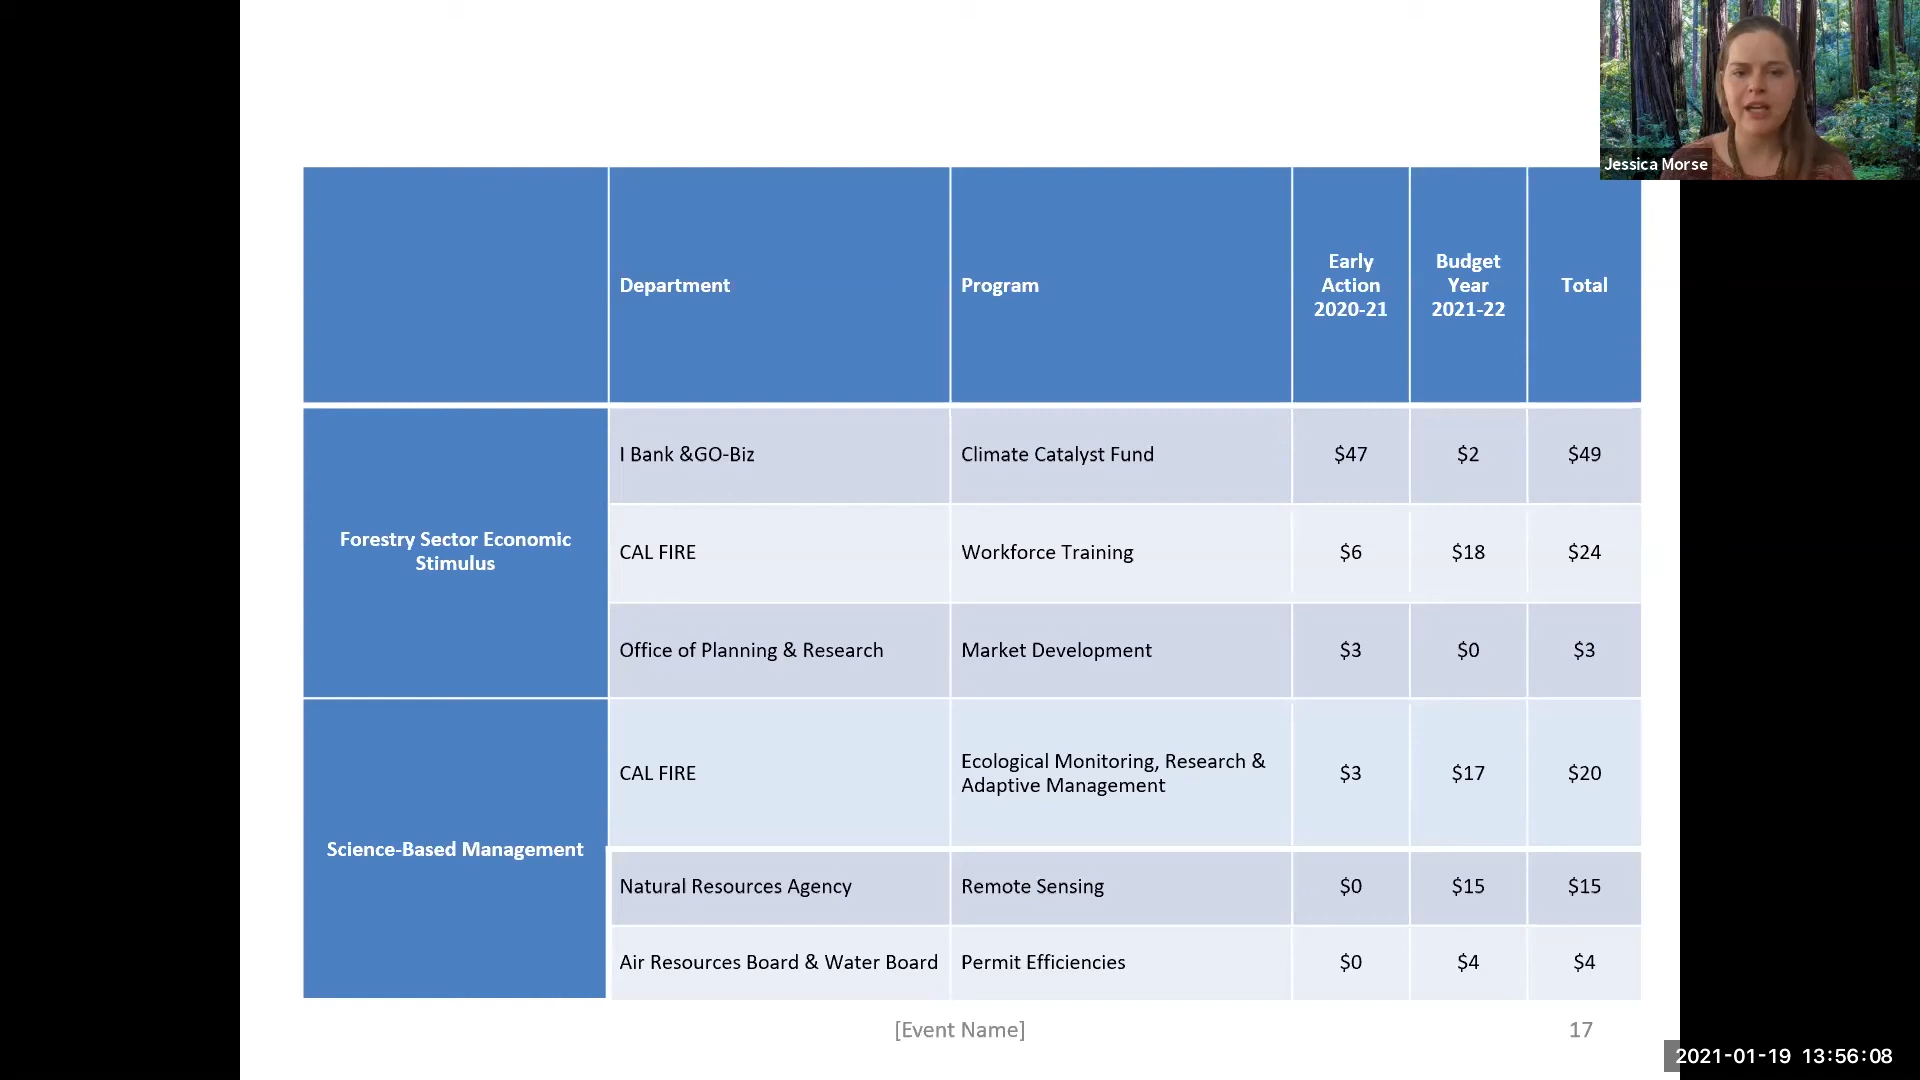 Jessica Morse
Department
Program
Early
Action
2020-21
Budget
Year
2021-22
Total
Forestry Sector Economic
Stimulus
I Bank &GO-Biz
Climate Catalyst Fund
$47
$2
$49
CAL FIRE
Workforce Training
$6
$18
$24
Office of Planning & Research
Market Development
$3
$0
$3
Science-Based Management
CAL FIRE
Ecological Monitoring, Research &
Adaptive Management
$3
$17
$20
Natural Resources Agency
Remote Sensing
$0
$15
$15
Air Resources Board & Water Board
Permit Efficiencies
$0
$4
$4
[Event Name]
17
2021-01-19 13:56:08